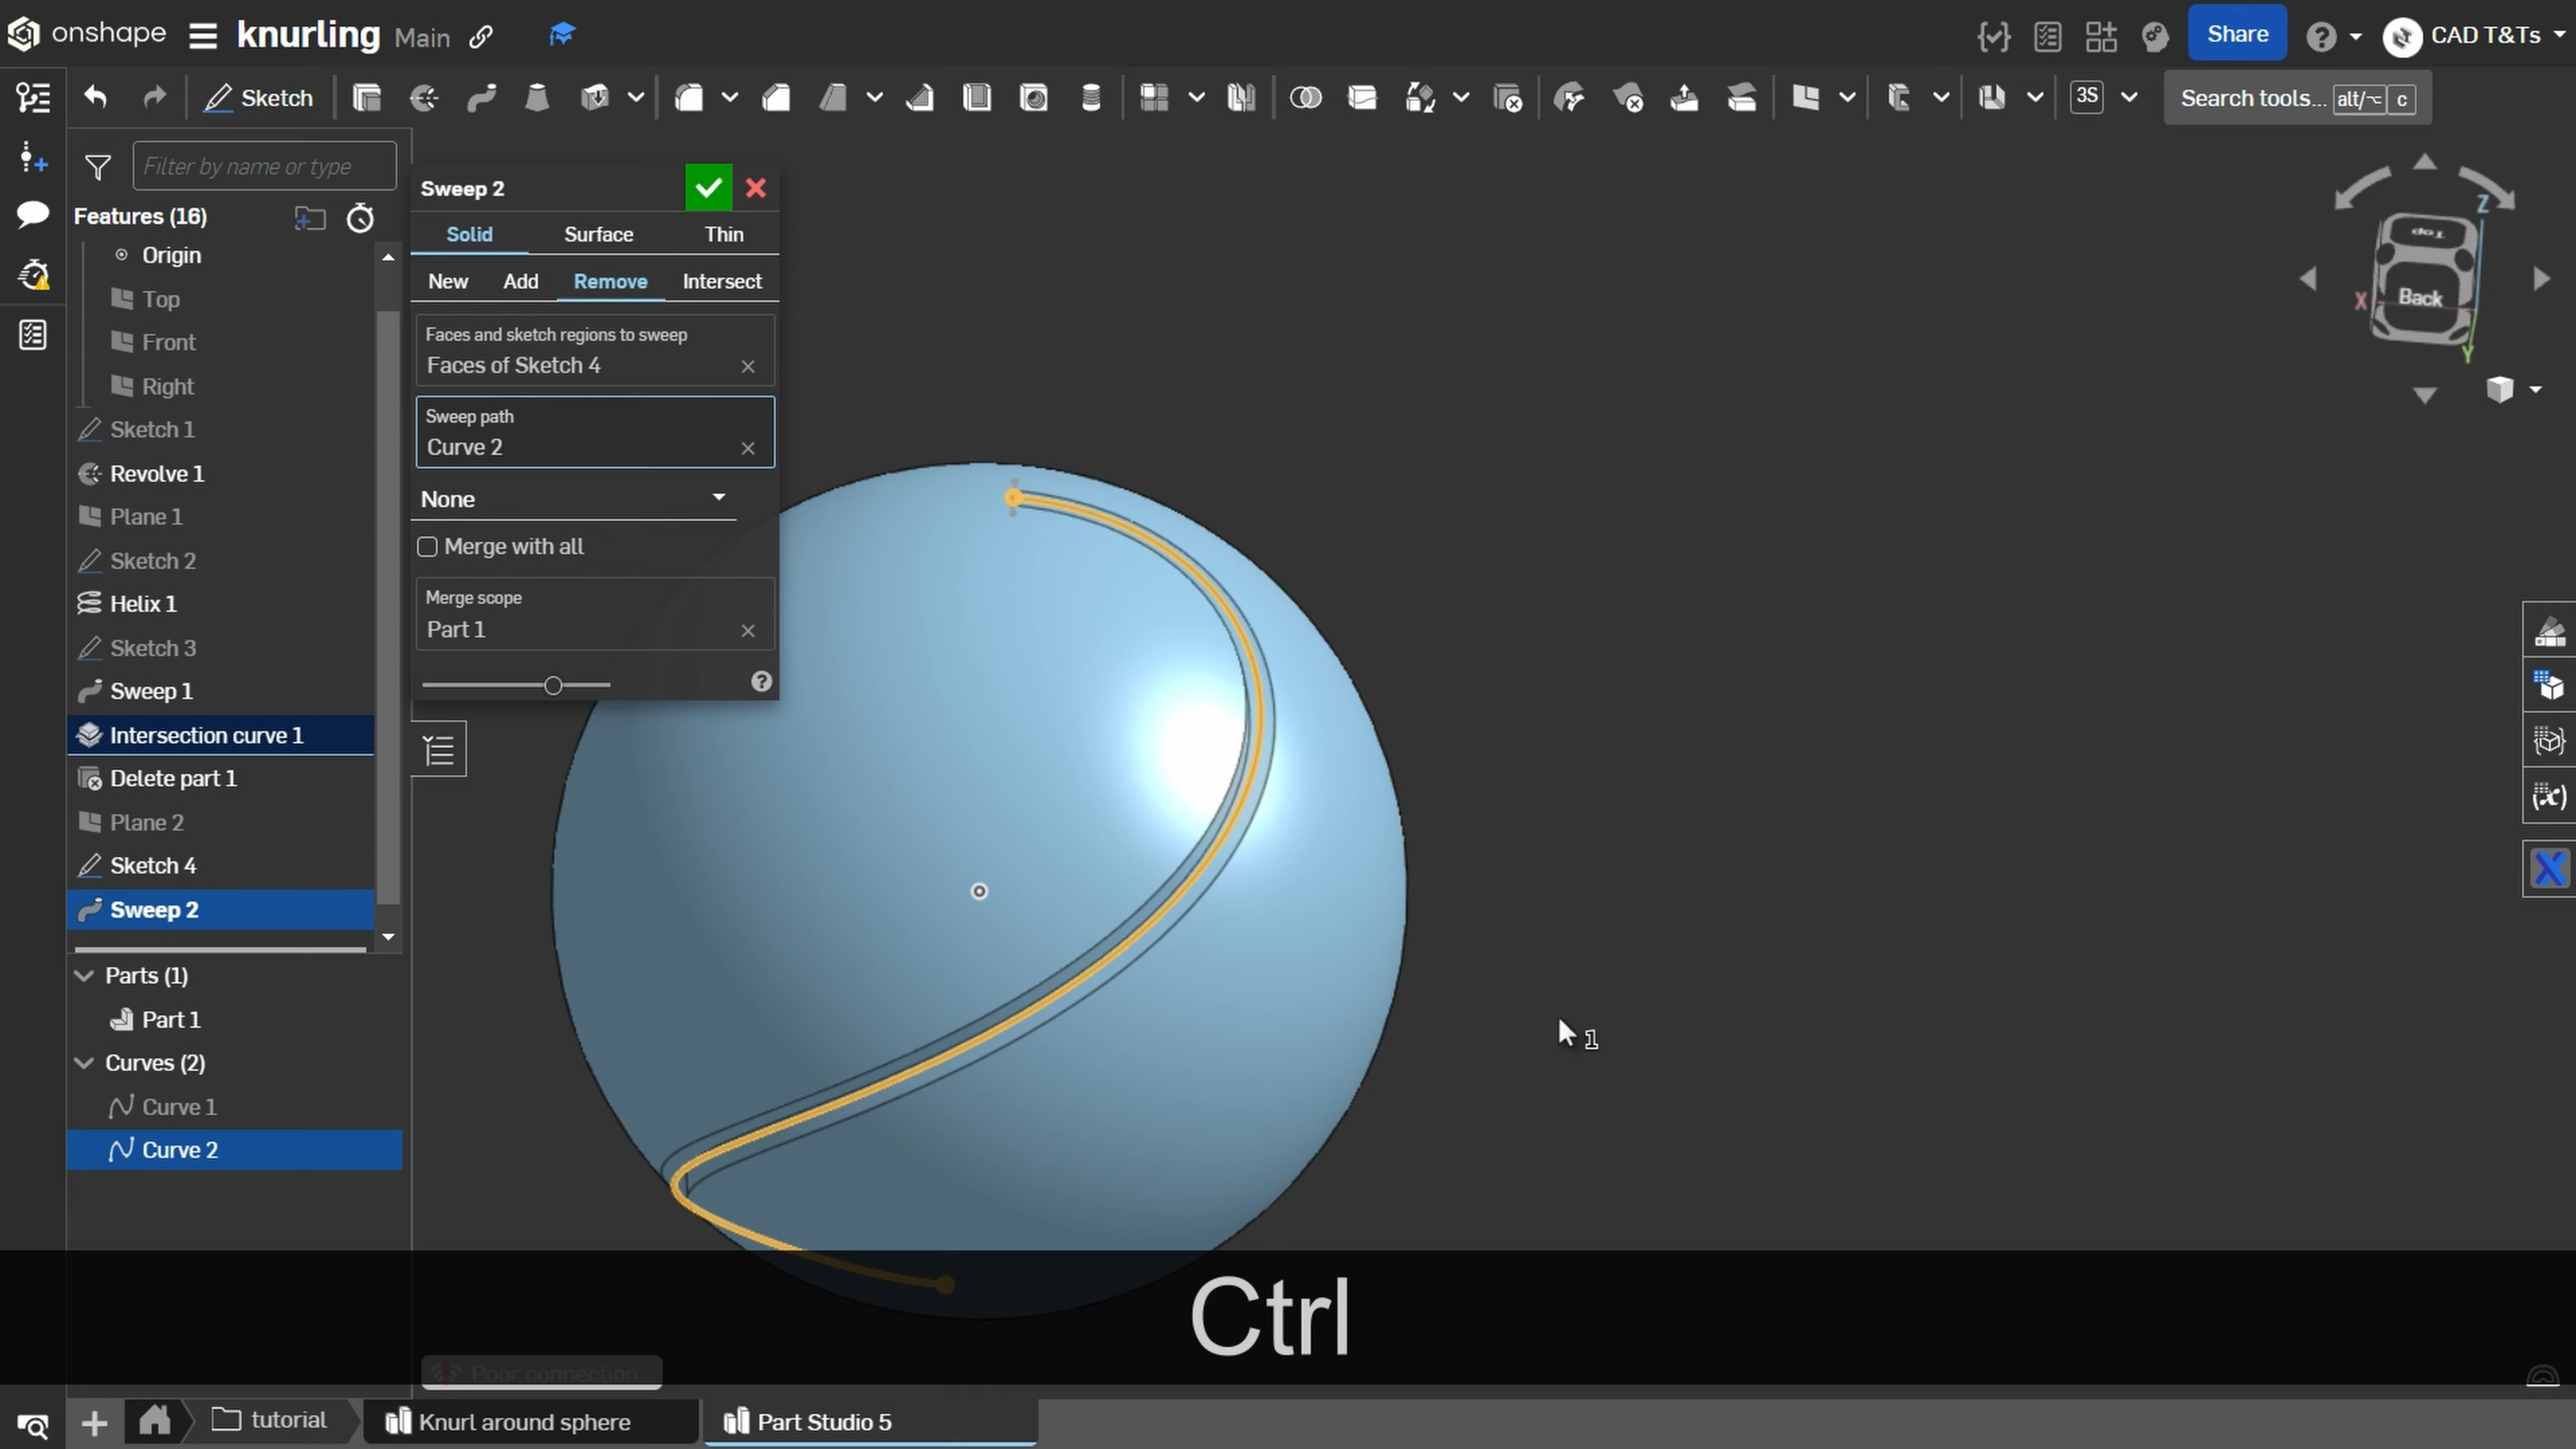 onshape knurling Main Share CAD T&Ts
Sketch 3S Search tools... alt/⌥ c
Filter by name or type
Features (16)
Origin
Top
Front
Right
Sketch 1
Revolve 1
Plane 1
Sketch 2
Helix 1
Sketch 3
Sweep 1
Intersection curve 1
Delete part 1
Plane 2
Sketch 4
Sweep 2
Parts (1)
Part 1
Curves (2)
Curve 1
Curve 2
Sweep 2
Solid Surface Thin
New Add Remove Intersect
Faces and sketch regions to sweep
Faces of Sketch 4
Sweep path
Curve 2
None
Merge with all
Merge scope
Part 1
Z
Top
X Back
Y
(x)
1
Ctrl
Poor connection
tutorial Knurl around sphere Part Studio 5